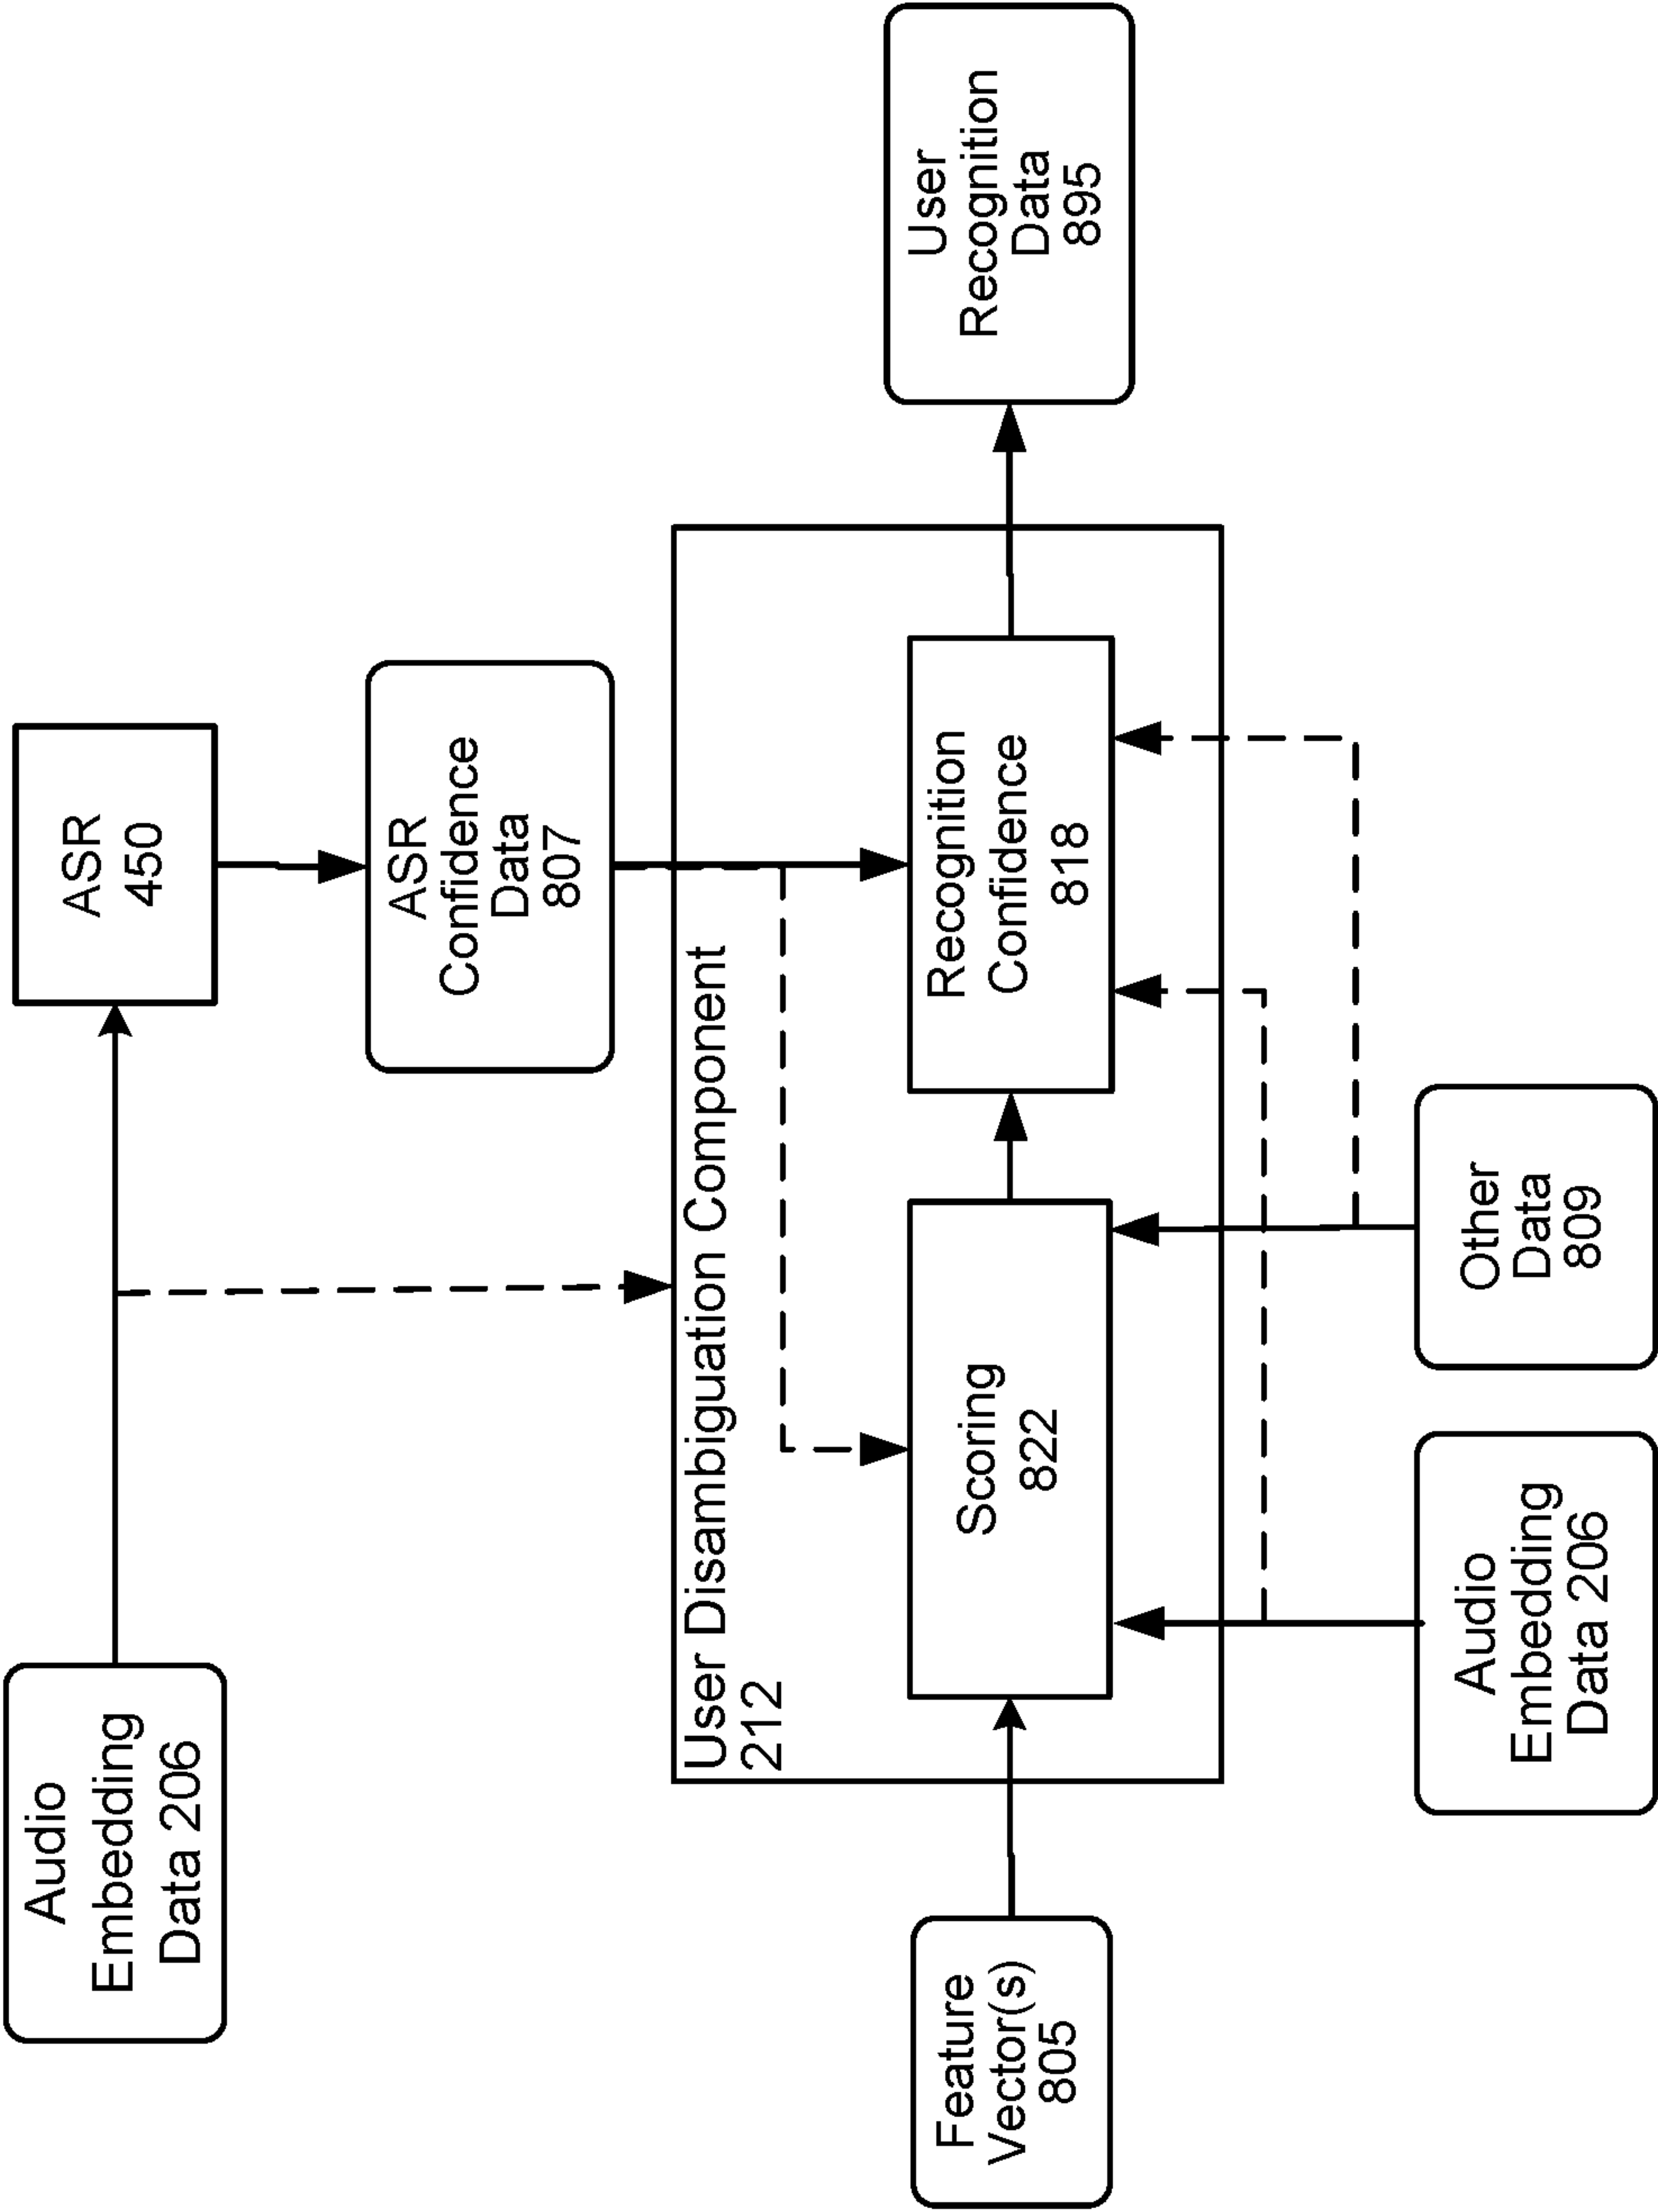 Audio
Embedding
Data 206
ASR
450
ASR
Confidence
Data
807
User Disambiguation Component
212
Feature
Vector(s)
805
Scoring
822
Recognition
Confidence
818
User
Recognition
Data
895
Audio
Embedding
Data 206
Other
Data
809